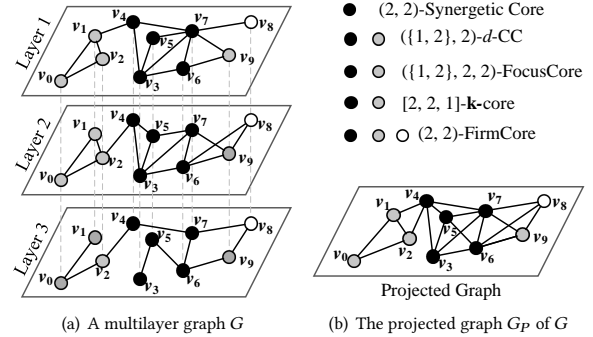 Layer 1
v4
v7
v8
v1
v5
v2
v9
v0
v3
v6
Layer 2
v4
v7
v8
v1
v5
v2
v9
v0
v3
v6
Layer 3
v4
v7
v8
v1
v5
v2
v9
v0
v3
v6
(a) A multilayer graph G
(2, 2)-Synergetic Core
({1, 2}, 2)-d-CC
({1, 2}, 2, 2)-FocusCore
[2, 2, 1]-k-core
(2, 2)-FirmCore
v4
v7
v8
v1
v5
v2
v9
v0
v3
v6
Projected Graph
(b) The projected graph GP of G